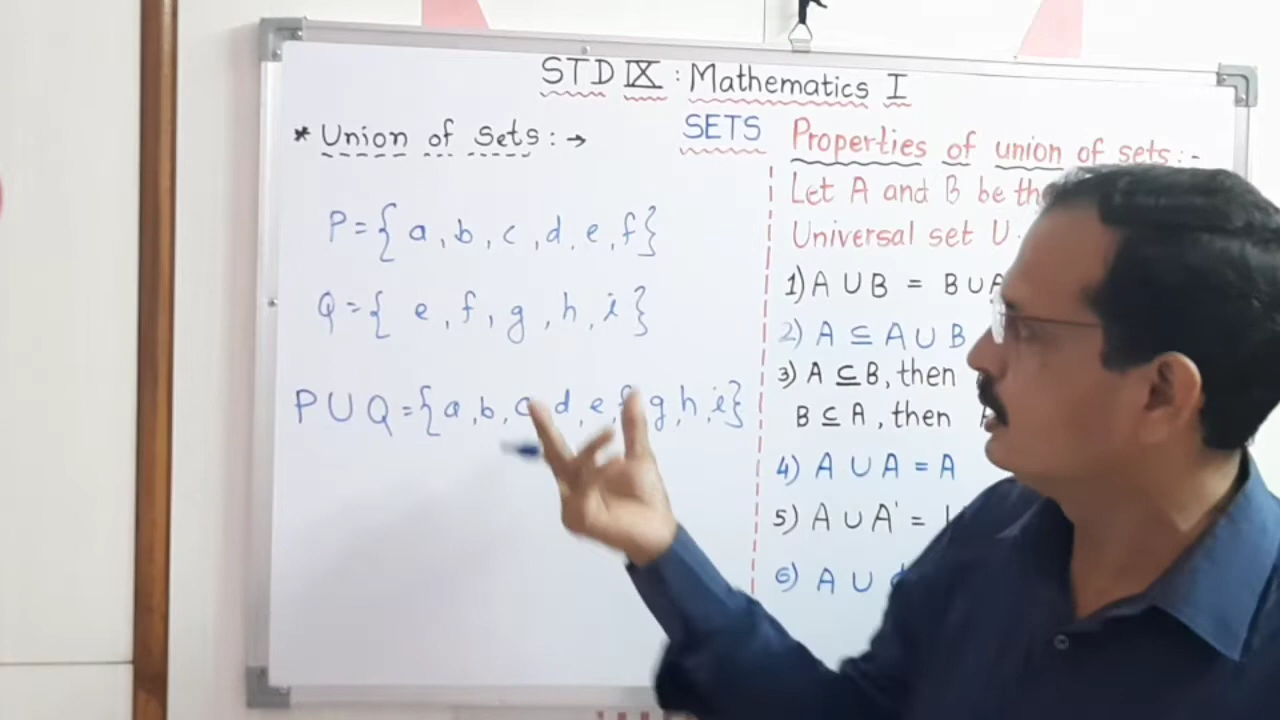 STD IX : Mathematics I
SETS
* Union of Sets :→
P = { a , b , c , d , e , f }
Q = { e , f , g , h , i }
P ∪ Q = { a , b , c , d , e , f g , h , i }
Properties of union of sets :-
Let A and B be the
Universal set U.
1) A ∪ B = B ∪ A
2) A ⊆ A ∪ B
3) A ⊆ B , then
B ⊆ A , then
4) A ∪ A = A
5) A ∪ A' =
6) A ∪